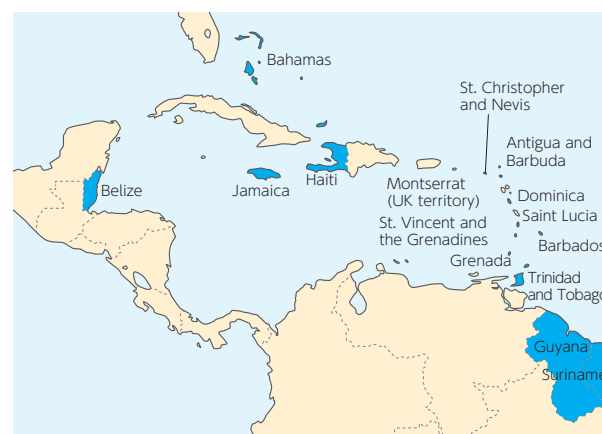 Bahamas
St. Christopher
and Nevis
Antigua and
Barbuda
Belize
Jamaica
Haiti
Montserrat
(UK territory)
Dominica
Saint Lucia
St. Vincent and
the Grenadines
Barbados
Grenada
Trinidad
and Tobago
Guyana
Suriname